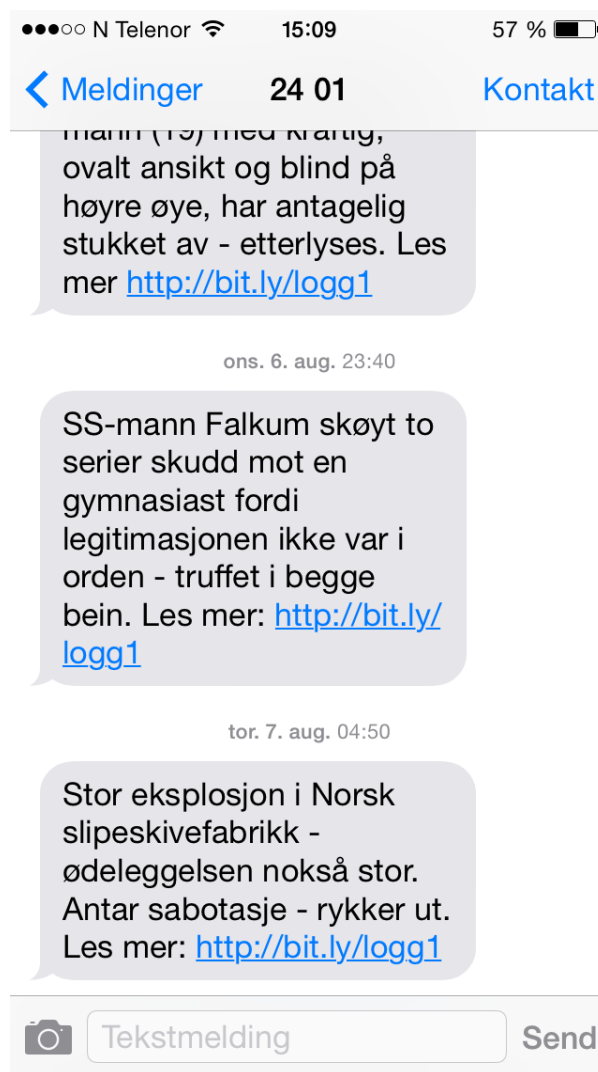 N Telenor 15:09 57 %
Meldinger 24 01 Kontakt
mann (19) med kraftig,
ovalt ansikt og blind på
høyre øye, har antagelig
stukket av - etterlyses. Les
mer http://bit.ly/logg1
ons. 6. aug. 23:40
SS-mann Falkum skøyt to
serier skudd mot en
gymnasiast fordi
legitimasjonen ikke var i
orden - truffet i begge
bein. Les mer: http://bit.ly/
logg1
tor. 7. aug. 04:50
Stor eksplosjon i Norsk
slipeskivefabrikk -
ødeleggelsen nokså stor.
Antar sabotasje - rykker ut.
Les mer: http://bit.ly/logg1
Tekstmelding Send